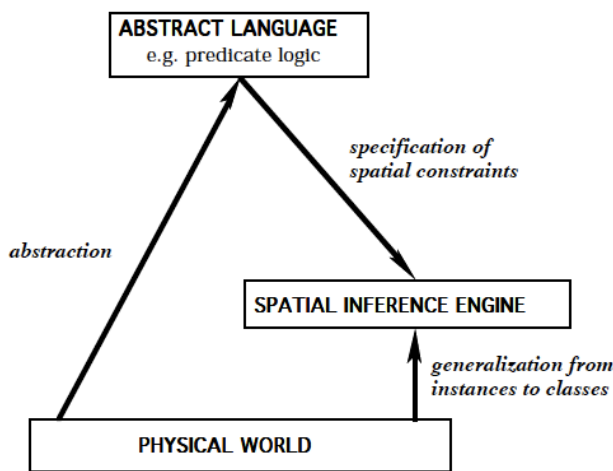 ABSTRACT LANGUAGE
e.g. predicate logic
specification of
spatial constraints
abstraction
SPATIAL INFERENCE ENGINE
generalization from
instances to classes
PHYSICAL WORLD